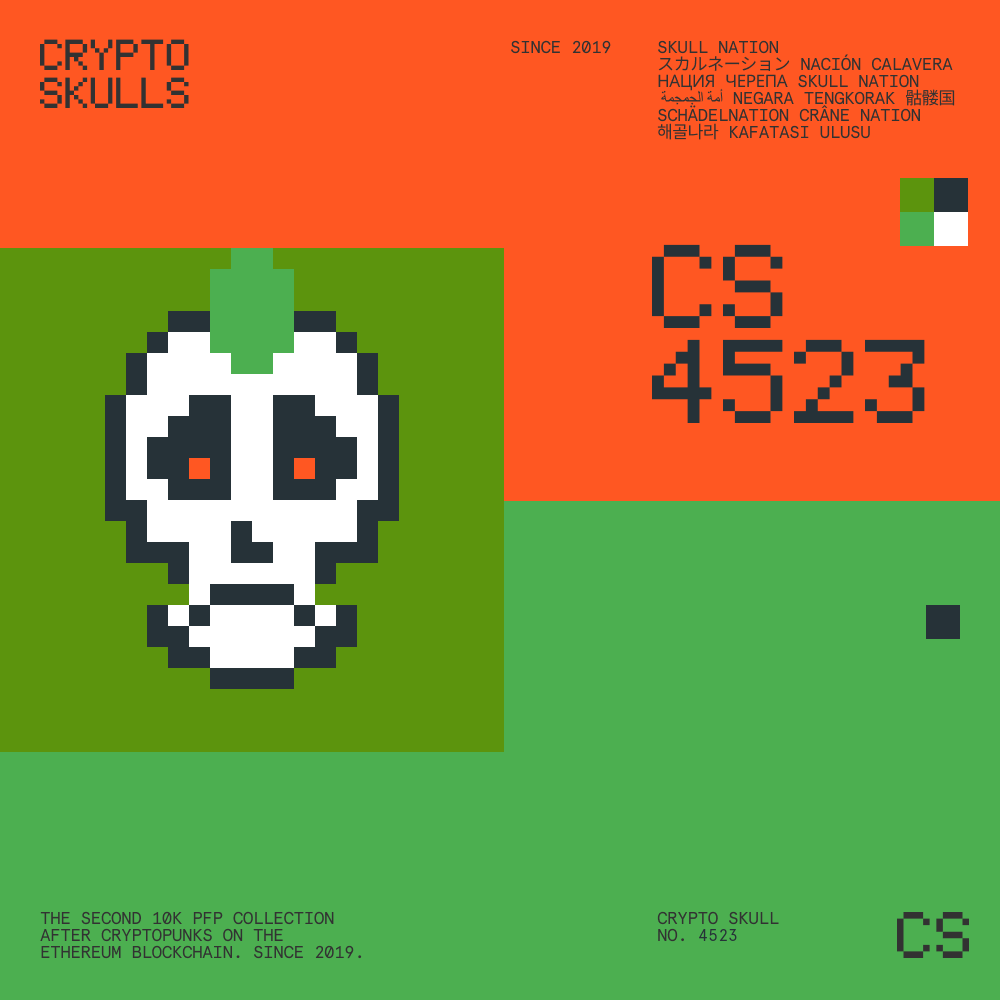 CRYPTO
SKULLS
SINCE 2019
SKULL NATION
スカルネーション NACIÓN CALAVERA
НАЦИЯ ЧЕРЕПА SKULL NATION
أمة الجمجمة NEGARA TENGKORAK 骷髅国
SCHÄDELNATION CRÂNE NATION
해골나라 KAFATASI ULUSU
CS
4523
THE SECOND 10K PFP COLLECTION
AFTER CRYPTOPUNKS ON THE
ETHEREUM BLOCKCHAIN. SINCE 2019.
CRYPTO SKULL
NO. 4523
CS